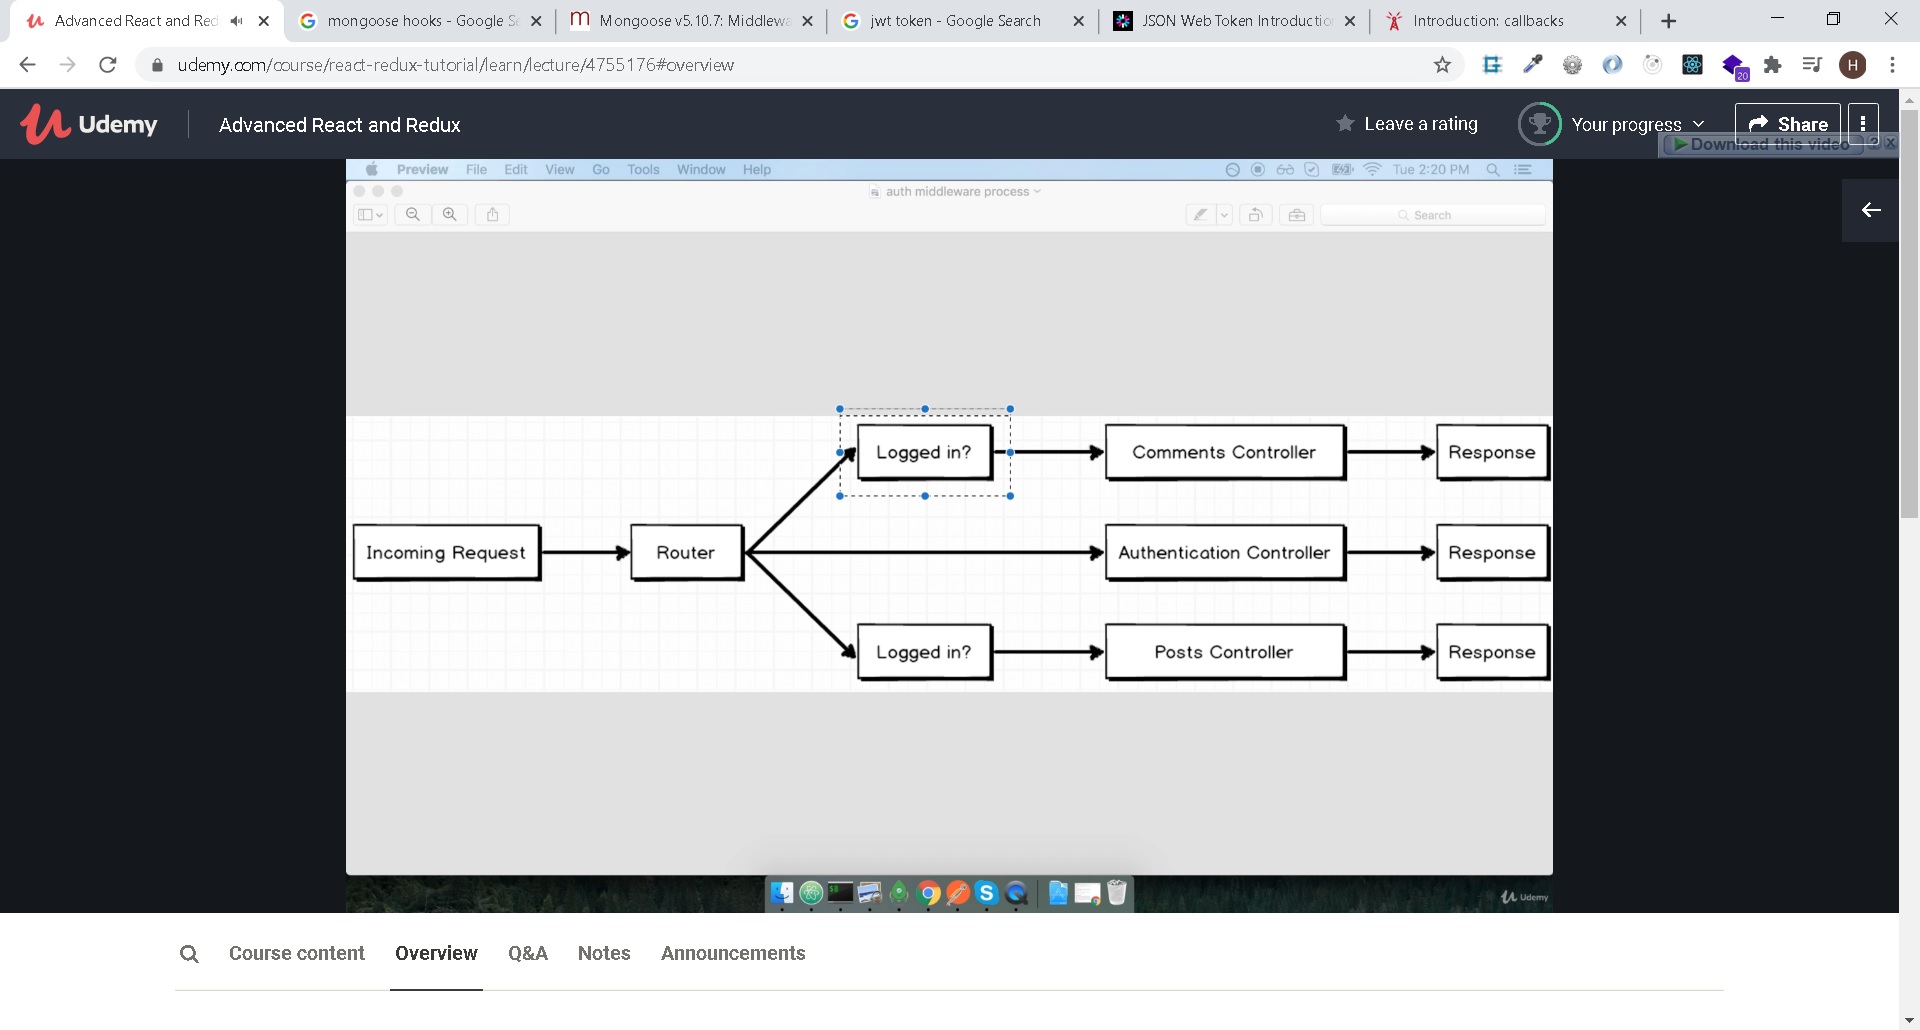 Advanced React and Red
mongoose hooks - Google Se
Mongoose v5.10.7: Middlewa
jwt token - Google Search
JSON Web Token Introductio
Introduction: callbacks
udemy.com/course/react-redux-tutorial/learn/lecture/4755176#overview
20
H
Udemy
Advanced React and Redux
Leave a rating
Your progress
Share
Download this video
? X
Preview File Edit View Go Tools Window Help
Tue 2:20 PM
auth middleware process
Search
Logged in?
Comments Controller
Response
Incoming Request
Router
Authentication Controller
Response
Logged in?
Posts Controller
Response
Udemy
Course content
Overview
Q&A
Notes
Announcements